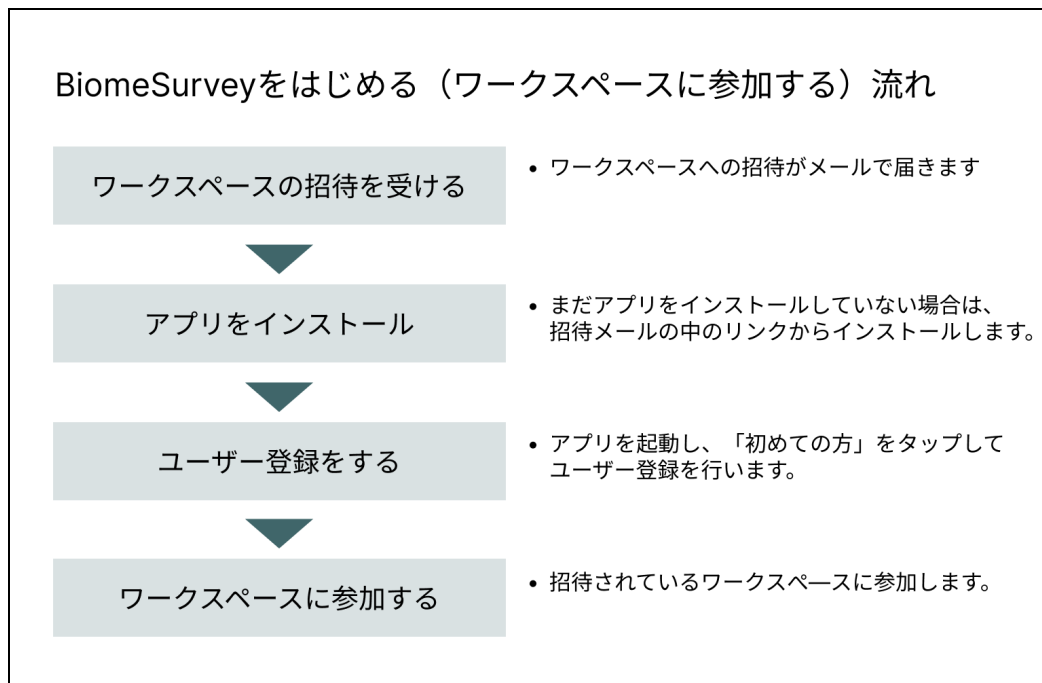 BiomeSurveyをはじめる（ワークスペースに参加する）流れ
ワークスペースの招待を受ける
• ワークスペースへの招待がメールで届きます
アプリをインストール
• まだアプリをインストールしていない場合は、
招待メールの中のリンクからインストールします。
ユーザー登録をする
• アプリを起動し、「初めての方」をタップして
ユーザー登録を行います。
ワークスペースに参加する
• 招待されているワークスペ―スに参加します。